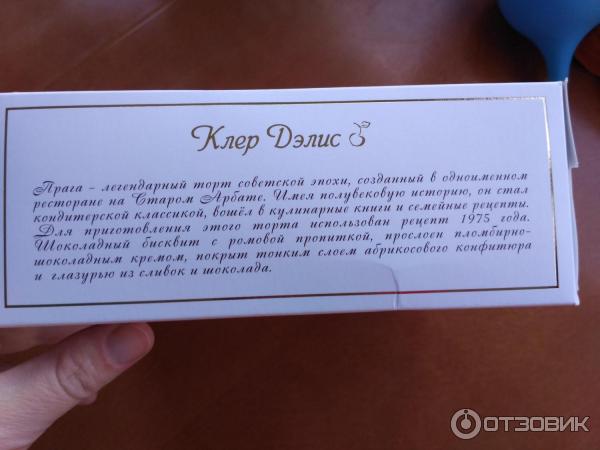 Клер Дэлис
Прага - легендарный торт советской эпохи, созданный в одноименном
ресторане на Старом Арбате. Имея полувековую историю, он стал
кондитерской классикой, вошёл в кулинарные книги и семейные рецепты.
Для приготовления этого торта использован рецепт 1975 года.
Шоколадный бисквит с ромовой пропиткой, прослоен пломбирно-
шоколадным кремом, покрыт тонким слоем абрикосового конфитюра
и глазурью из сливок и шоколада.
ОТЗОВИК